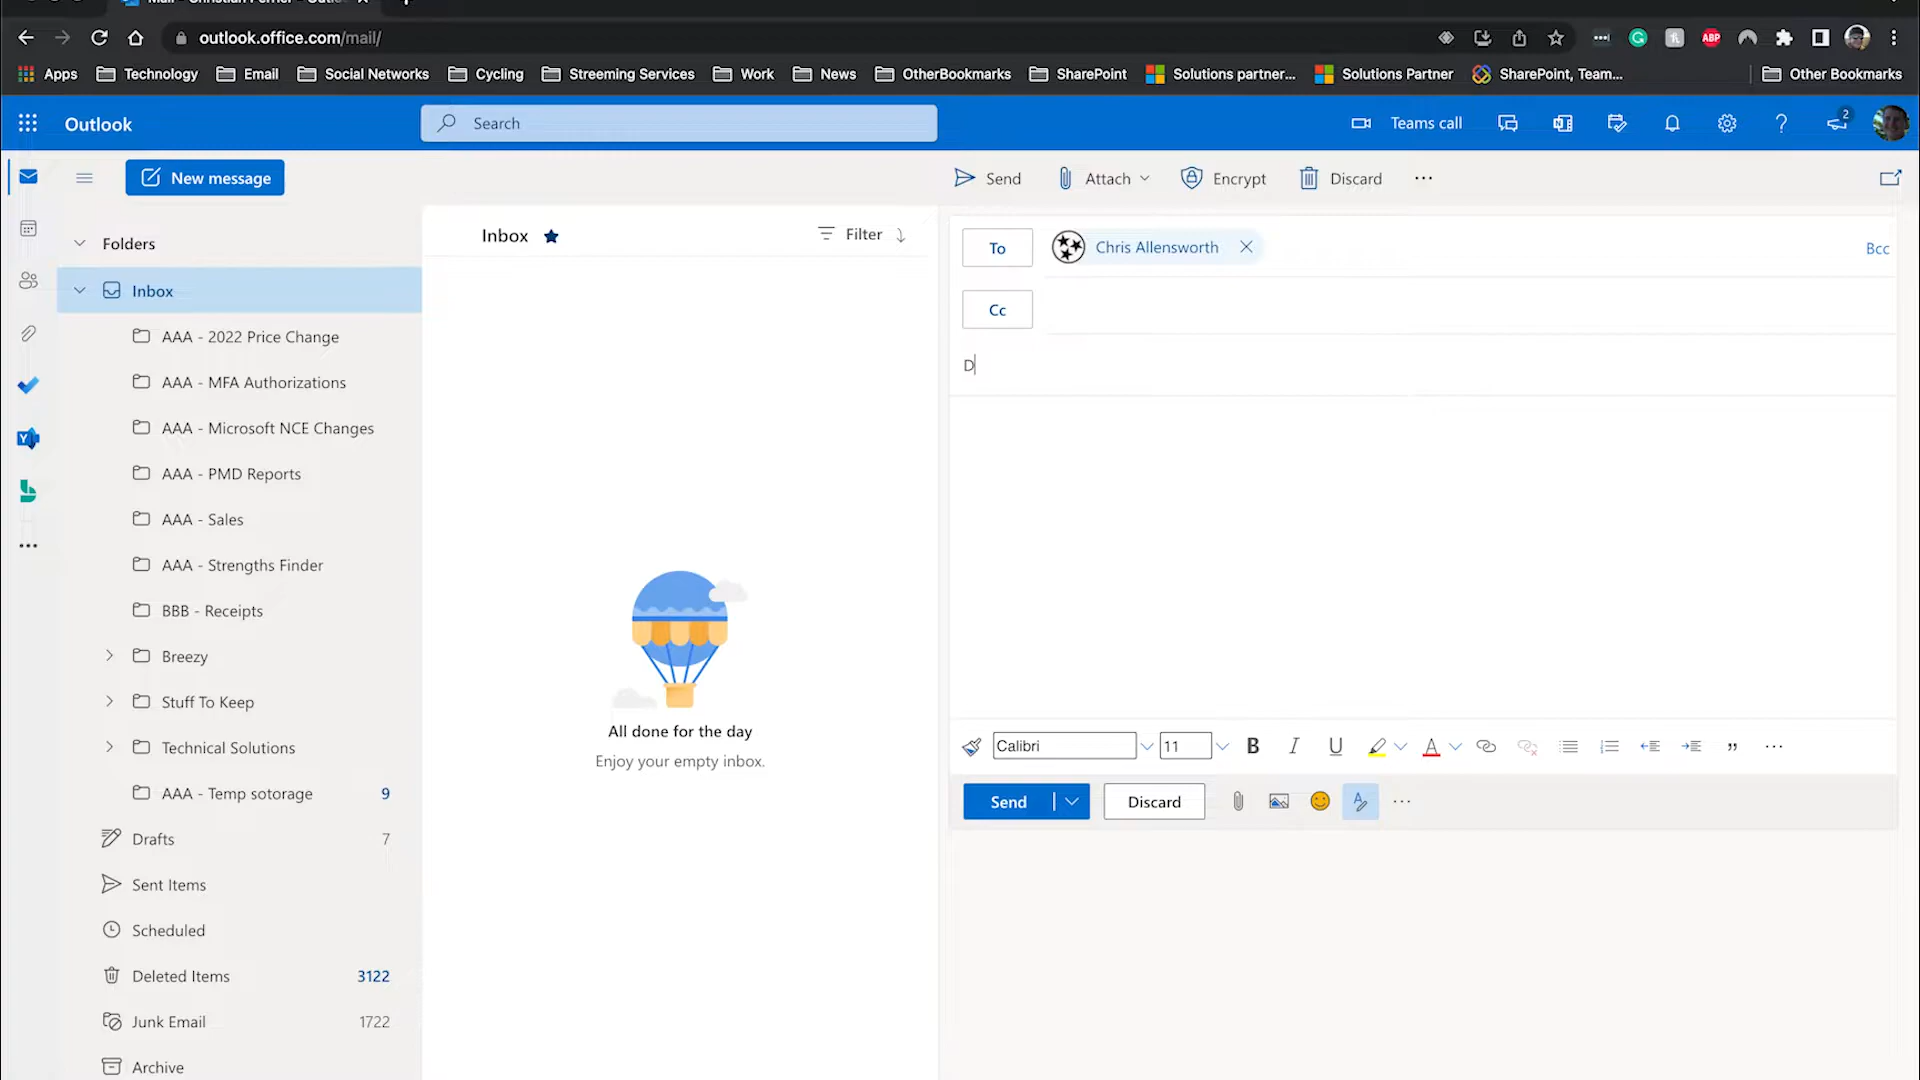 outlook.office.com/mail/
ABP
Apps Technology Email Social Networks Cycling Streeming Services Work News OtherBookmarks SharePoint Solutions partner... Solutions Partner SharePoint, Team... Other Bookmarks
Outlook Search Teams call 2
New message Send Attach Encrypt Discard
Folders Inbox Filter
To Chris Allensworth Bcc
Inbox
Cc
AAA - 2022 Price Change
D
AAA - MFA Authorizations
AAA - Microsoft NCE Changes
AAA - PMD Reports
AAA - Sales
AAA - Strengths Finder
BBB - Receipts
Breezy
Stuff To Keep
Technical Solutions
AAA - Temp sotorage 9
Drafts 7
Sent Items
Scheduled
Deleted Items 3122
Junk Email 1722
Archive
All done for the day
Enjoy your empty inbox.
Calibri 11 B I U A
Send Discard